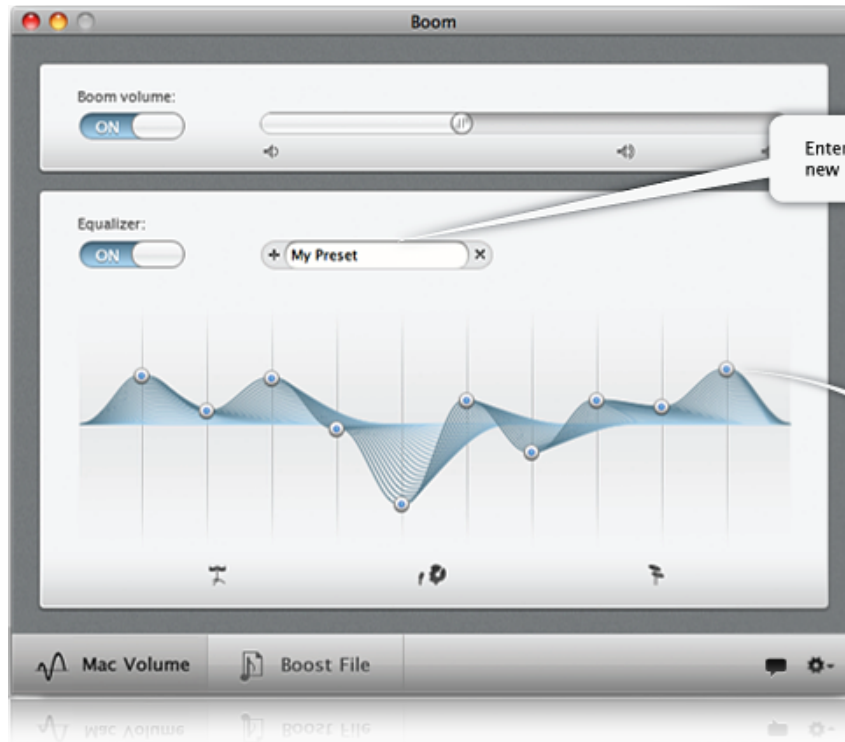 Boom
Boom volume:
ON
Enter
new
Equalizer:
ON
My Preset
Mac Volume
Boost File